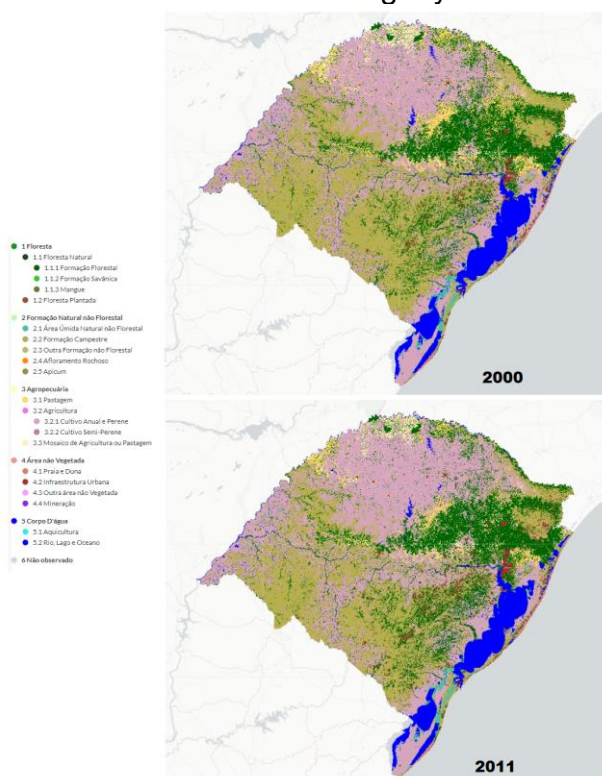 2000
1 Floresta
1.1 Floresta Natural
1.1.1 Formação Florestal
1.1.2 Formação Savânica
1.1.3 Mangue
1.2 Floresta Plantada
2 Formação Natural não Florestal
2.1 Área Úmida Natural não Florestal
2.2 Formação Campestre
2.3 Outra Formação não Florestal
2.4 Afloramento Rochoso
2.5 Apicum
3 Agropecuária
3.1 Pastagem
3.2 Agricultura
3.2.1 Cultivo Anual e Perene
3.2.2 Cultivo Semi-Perene
3.3 Mosaico de Agricultura ou Pastagem
4 Área não Vegetada
4.1 Praia e Duna
4.2 Infraestrutura Urbana
4.3 Outra área não Vegetada
4.4 Mineração
5 Corpo D'água
5.1 Aquicultura
5.2 Rio, Lago e Oceano
6 Não observado
2011